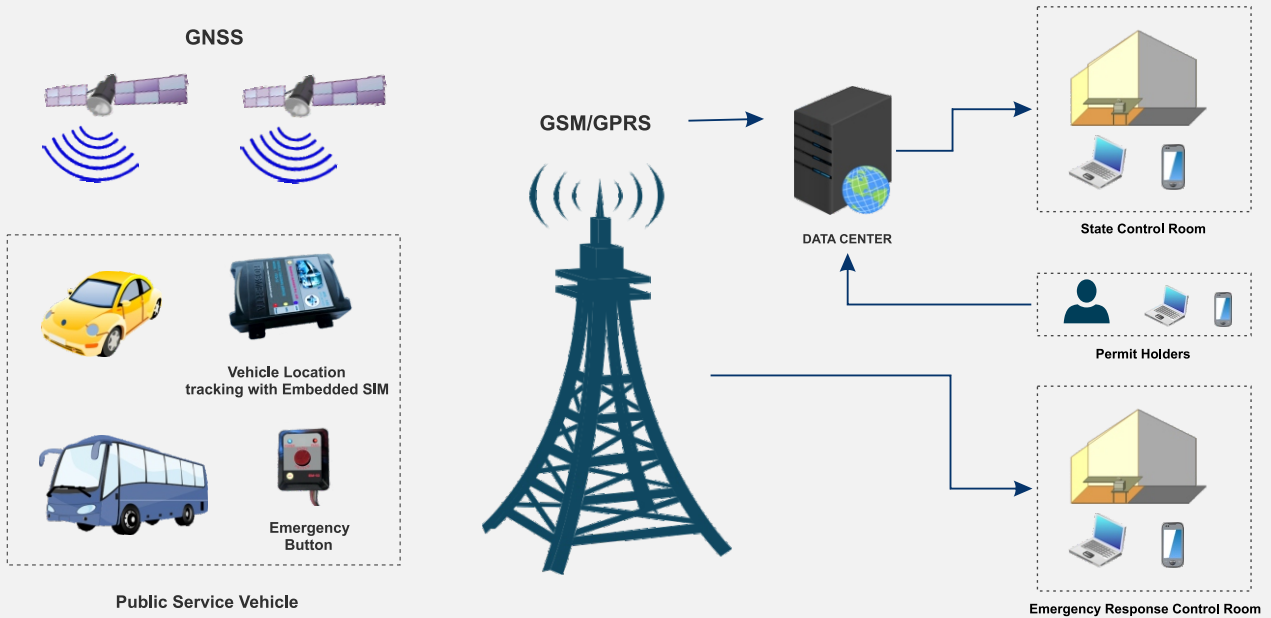 GNSS
GSM/GPRS
DATA CENTER
State Control Room
Vehicle Location
tracking with Embedded SIM
Permit Holders
Emergency
Button
Public Service Vehicle
Emergency Response Control Room